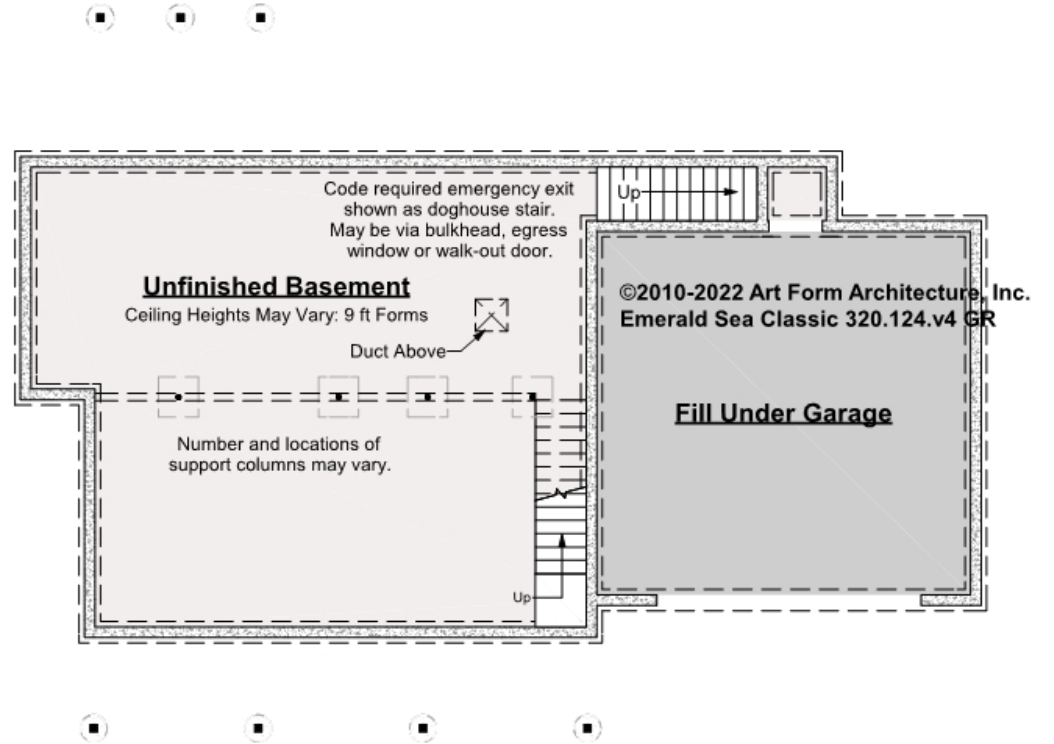 Code required emergency exit
shown as doghouse stair.
May be via bulkhead, egress
window or walk-out door.
Up
Unfinished Basement
Ceiling Heights May Vary: 9 ft Forms
©2010-2022 Art Form Architecture, Inc.
Emerald Sea Classic 320.124.v4 GR
Duct Above
Fill Under Garage
Number and locations of
support columns may vary.
Up